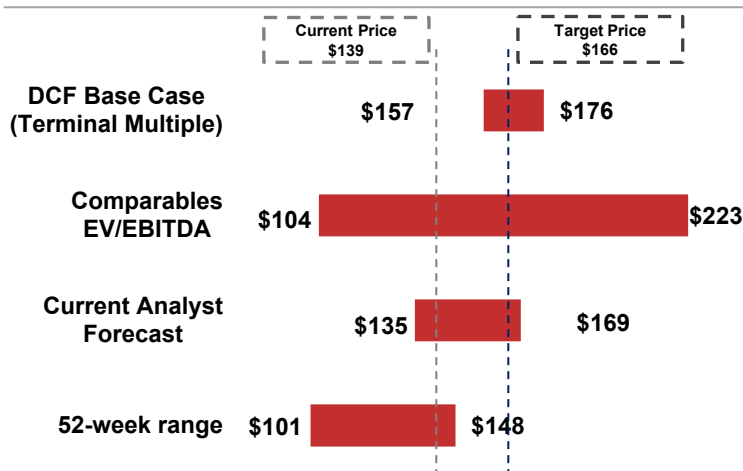 Current Price
$139
Target Price
$166
DCF Base Case
(Terminal Multiple)
$157
$176
Comparables
EV/EBITDA
$104
$223
Current Analyst
Forecast
$135
$169
52-week range
$101
$148